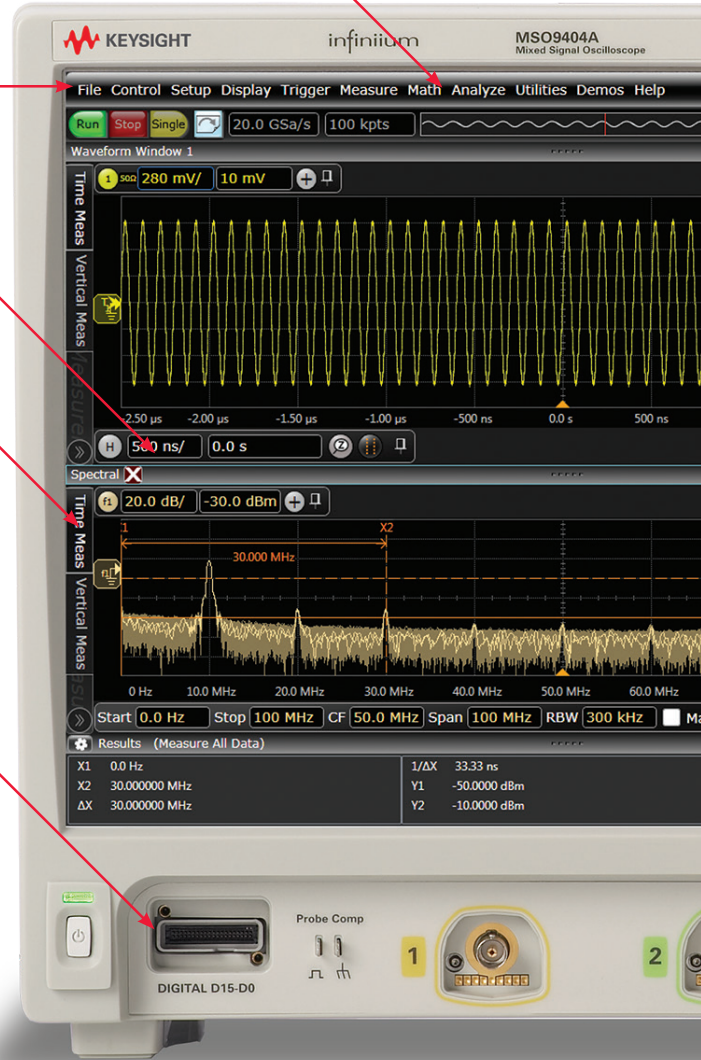 KEYSIGHT infiniium MSO9404A
Mixed Signal Oscilloscope
File Control Setup Display Trigger Measure Math Analyze Utilities Demos Help
Run Stop Single 20.0 GSa/s 100 kpts
Waveform Window 1
Time Meas
Vertical Meas
1 50Ω 280 mV/ 10 mV +
T
-2.50 µs -2.00 µs -1.50 µs -1.00 µs -500 ns 0.0 s 500 ns
H 500 ns/ 0.0 s Z
Spectral X
Time Meas
Vertical Meas
f1 20.0 dB/ -30.0 dBm +
1 X2
30.000 MHz
f1
0 Hz 10.0 MHz 20.0 MHz 30.0 MHz 40.0 MHz 50.0 MHz 60.0 MHz
Start 0.0 Hz Stop 100 MHz CF 50.0 MHz Span 100 MHz RBW 300 kHz Ma
Results (Measure All Data)
X1 0.0 Hz 1/ΔX 33.33 ns
X2 30.000000 MHz Y1 -50.0000 dBm
ΔX 30.000000 MHz Y2 -10.0000 dBm
Probe Comp
1
2
DIGITAL D15-D0